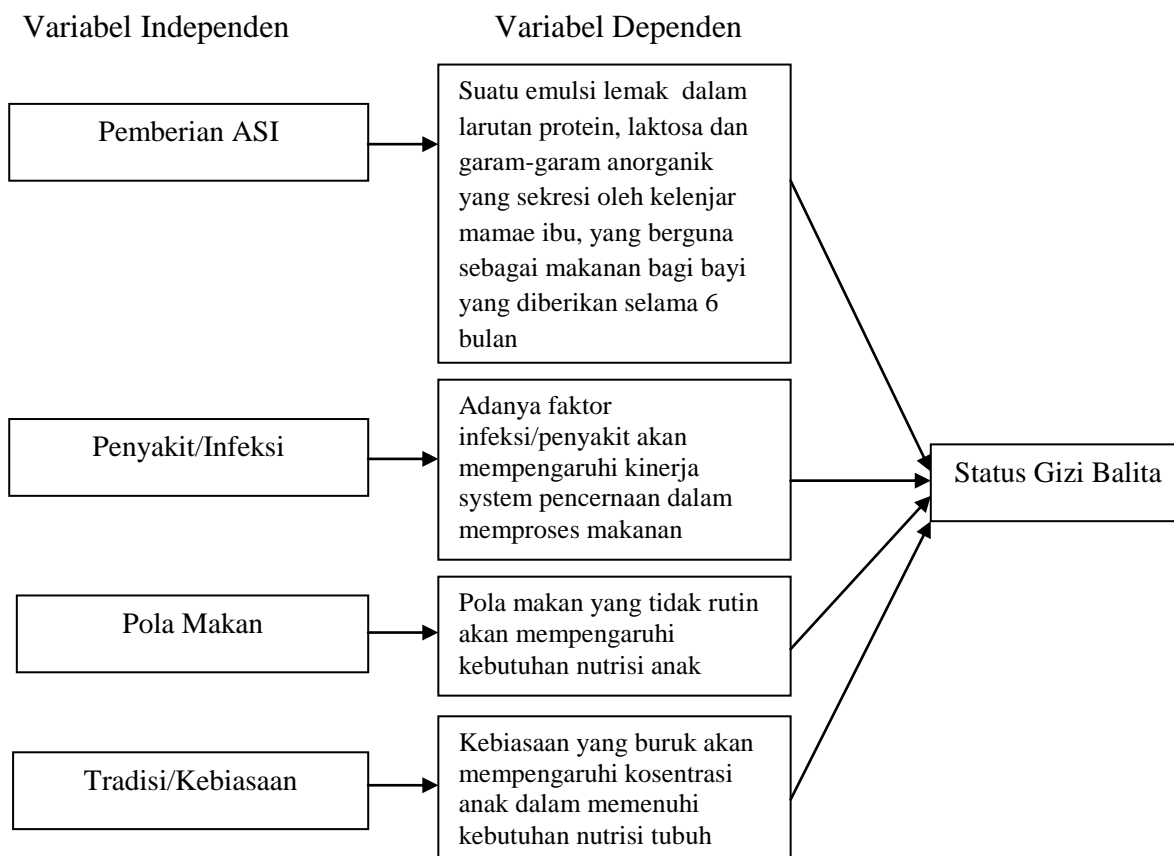 Variabel Independen
Variabel Dependen
Pemberian ASI
Suatu emulsi lemak dalam
larutan protein, laktosa dan
garam-garam anorganik
yang sekresi oleh kelenjar
mamae ibu, yang berguna
sebagai makanan bagi bayi
yang diberikan selama 6
bulan
Penyakit/Infeksi
Adanya faktor
infeksi/penyakit akan
mempengaruhi kinerja
system pencernaan dalam
memproses makanan
Status Gizi Balita
Pola Makan
Pola makan yang tidak rutin
akan mempengaruhi
kebutuhan nutrisi anak
Tradisi/Kebiasaan
Kebiasaan yang buruk akan
mempengaruhi kosentrasi
anak dalam memenuhi
kebutuhan nutrisi tubuh